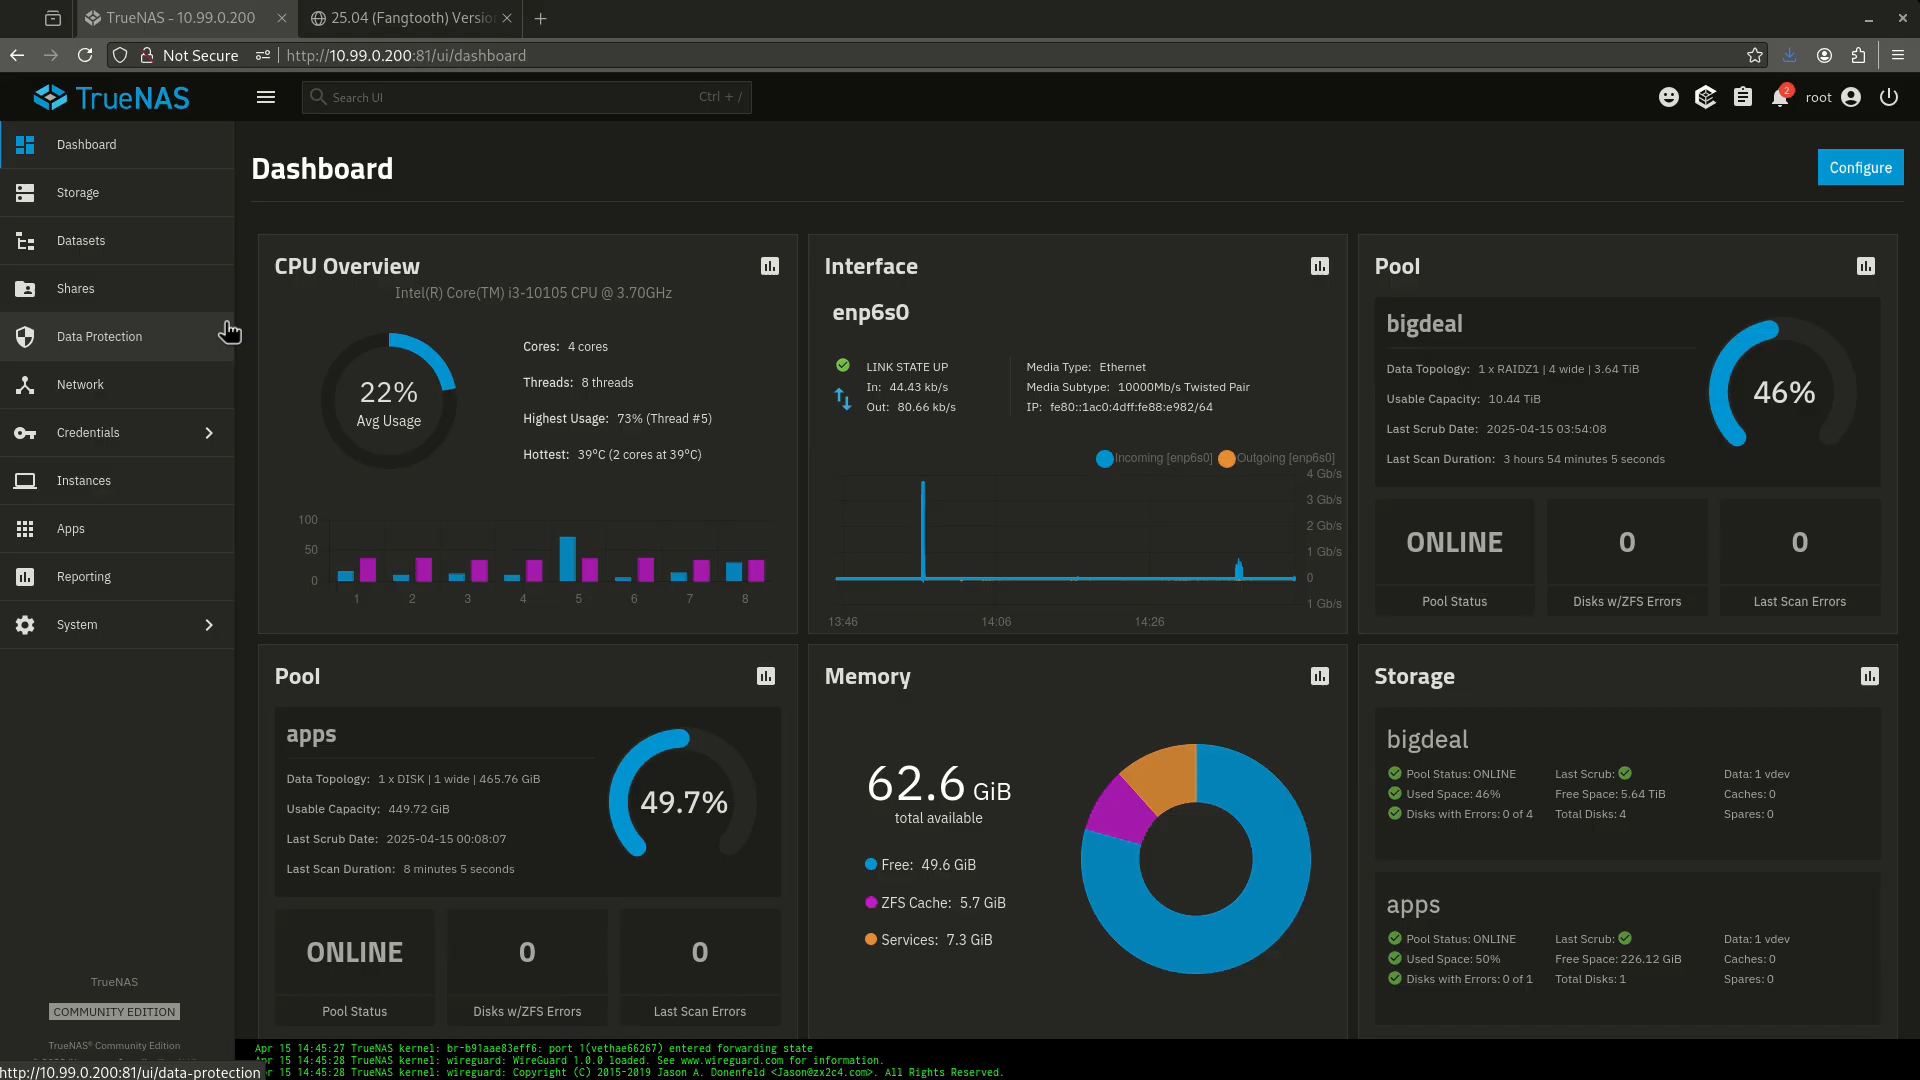 TrueNAS - 10.99.0.200
25.04 (Fangtooth) Versio
Not Secure
http://10.99.0.200:81/ui/dashboard
TrueNAS
Search UI
Ctrl + /
2
root
Dashboard
Storage
Datasets
Shares
Data Protection
Network
Credentials
Instances
Apps
Reporting
System
TrueNAS
COMMUNITY EDITION
TrueNAS® Community Edition
http://10.99.0.200:81/ui/data-protection
Dashboard
Configure
CPU Overview
Intel(R) Core(TM) i3-10105 CPU @ 3.70GHz
22%
Avg Usage
Cores: 4 cores
Threads: 8 threads
Highest Usage: 73% (Thread #5)
Hottest: 39°C (2 cores at 39°C)
100
50
0
1 2 3 4 5 6 7 8
Interface
enp6s0
LINK STATE UP
In: 44.43 kb/s
Out: 80.66 kb/s
Media Type: Ethernet
Media Subtype: 10000Mb/s Twisted Pair
IP: fe80::1ac0:4dff:fe88:e982/64
Incoming [enp6s0] Outgoing [enp6s0]
4 Gb/s
3 Gb/s
2 Gb/s
1 Gb/s
0
1 Gb/s
13:46 14:06 14:26
Pool
bigdeal
Data Topology: 1 x RAIDZ1 | 4 wide | 3.64 TiB
Usable Capacity: 10.44 TiB
Last Scrub Date: 2025-04-15 03:54:08
Last Scan Duration: 3 hours 54 minutes 5 seconds
46%
ONLINE
Pool Status
0
Disks w/ZFS Errors
0
Last Scan Errors
Pool
apps
Data Topology: 1 x DISK | 1 wide | 465.76 GiB
Usable Capacity: 449.72 GiB
Last Scrub Date: 2025-04-15 00:08:07
Last Scan Duration: 8 minutes 5 seconds
49.7%
ONLINE
Pool Status
0
Disks w/ZFS Errors
0
Last Scan Errors
Memory
62.6 GiB
total available
Free: 49.6 GiB
ZFS Cache: 5.7 GiB
Services: 7.3 GiB
Storage
bigdeal
Pool Status: ONLINE Last Scrub: Data: 1 vdev
Used Space: 46% Free Space: 5.64 TiB Caches: 0
Disks with Errors: 0 of 4 Total Disks: 4 Spares: 0
apps
Pool Status: ONLINE Last Scrub: Data: 1 vdev
Used Space: 50% Free Space: 226.12 GiB Caches: 0
Disks with Errors: 0 of 1 Total Disks: 1 Spares: 0
Apr 15 14:45:27 TrueNAS kernel: br-b91aae83eff6: port 1(vethae66267) entered forwarding state
Apr 15 14:45:28 TrueNAS kernel: wireguard: WireGuard 1.0.0 loaded. See www.wireguard.com for information.
pr 15 14:45:28 TrueNAS kernel: wireguard: Copyright (C) 2015-2019 Jason A. Donenfeld <Jason@zx2c4.com>. All Rights Reserved.